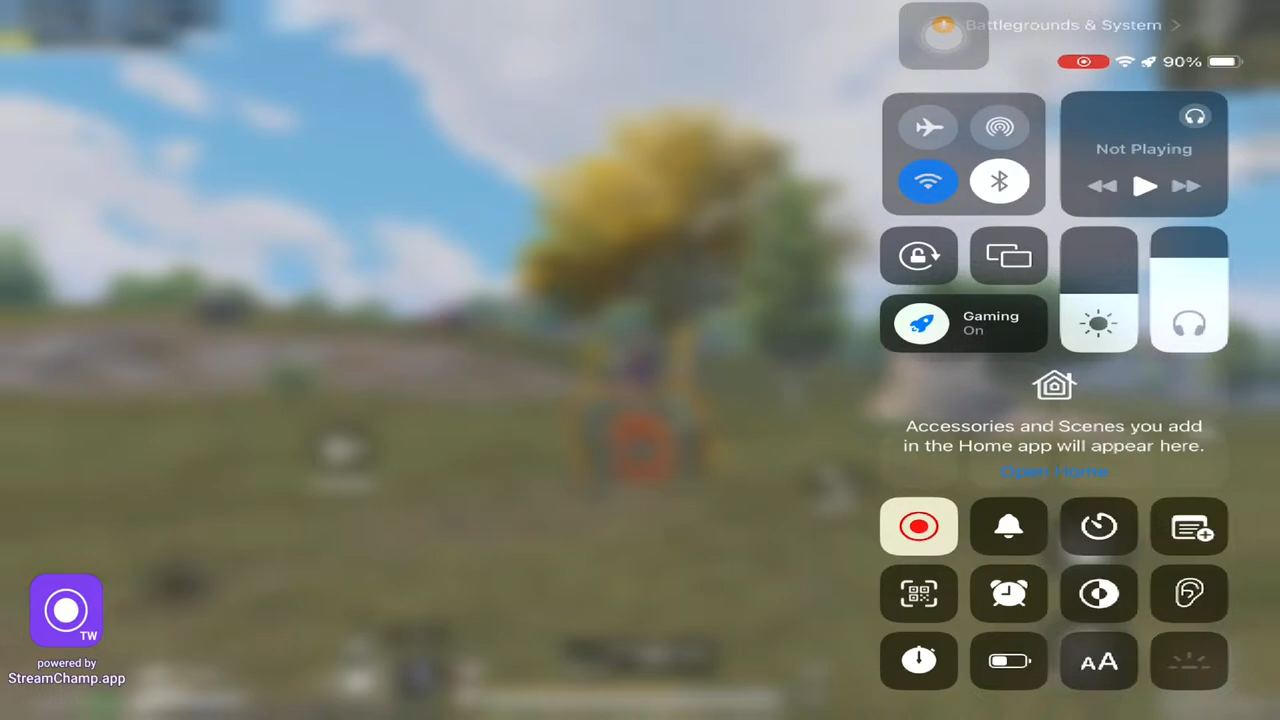 Battlegrounds & System
90%
Not Playing
Gaming
On
Accessories and Scenes you add
in the Home app will appear here.
Open Home
AA
TW
powered by
StreamChamp.app